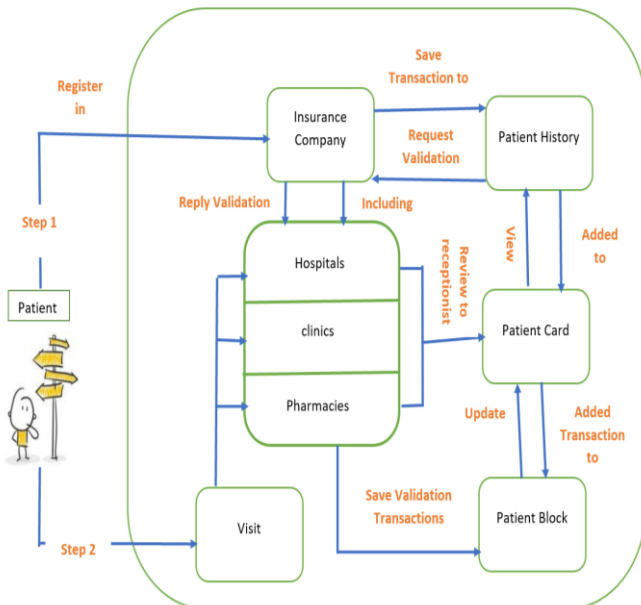 Save
Transaction to
Register
in
Insurance
Company
Patient History
Request
Validation
Reply Validation
Including
Step 1
View
Added
to
Hospitals
Review to
receptionist
Patient
clinics
Patient Card
Pharmacies
Update
Added
Transaction
to
Save Validation
Transactions
Visit
Patient Block
Step 2